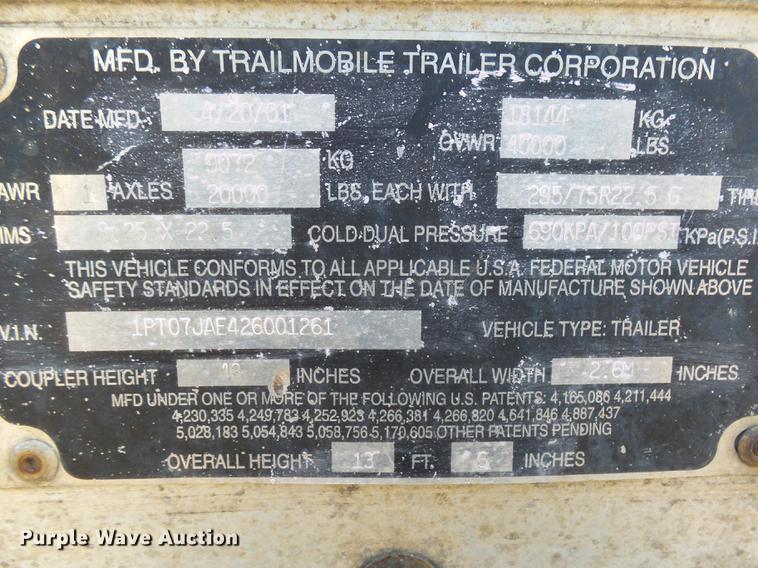 MFD. BY TRAILMOBILE TRAILER CORPORATION
DATE MFD. 4/20/01 18144 KG
GVWR 40000 LBS.
9072 KG
AWR 1 AXLES 20000 LBS, EACH WITH 295/75R22.5 G TIRE
IMS 8.25 X 22.5 COLD DUAL PRESSURE 690KPA/100PSI KPa(P.S.I.
THIS VEHICLE CONFORMS TO ALL APPLICABLE U.S.A. FEDERAL MOTOR VEHICLE
SAFETY STANDARDS IN EFFECT ON THE DATE OF MANUFACTURE SHOWN ABOVE
V.I.N. 1PT07JAE426001261 VEHICLE TYPE: TRAILER
COUPLER HEIGHT INCHES OVERALL WIDTH 2.6M INCHES
MFD UNDER ONE OR MORE OF THE FOLLOWING U.S. PATENTS: 4,165,086 4,211,444
4,230,335 4,249,783 4,252,923 4,266,381 4,266,820 4,641,846 4,887,437
5,028,183 5,054,843 5,058,756 5,170,605 OTHER PATENTS PENDING
OVERALL HEIGHT 13 FT. 6 INCHES
Purple Wave Auction